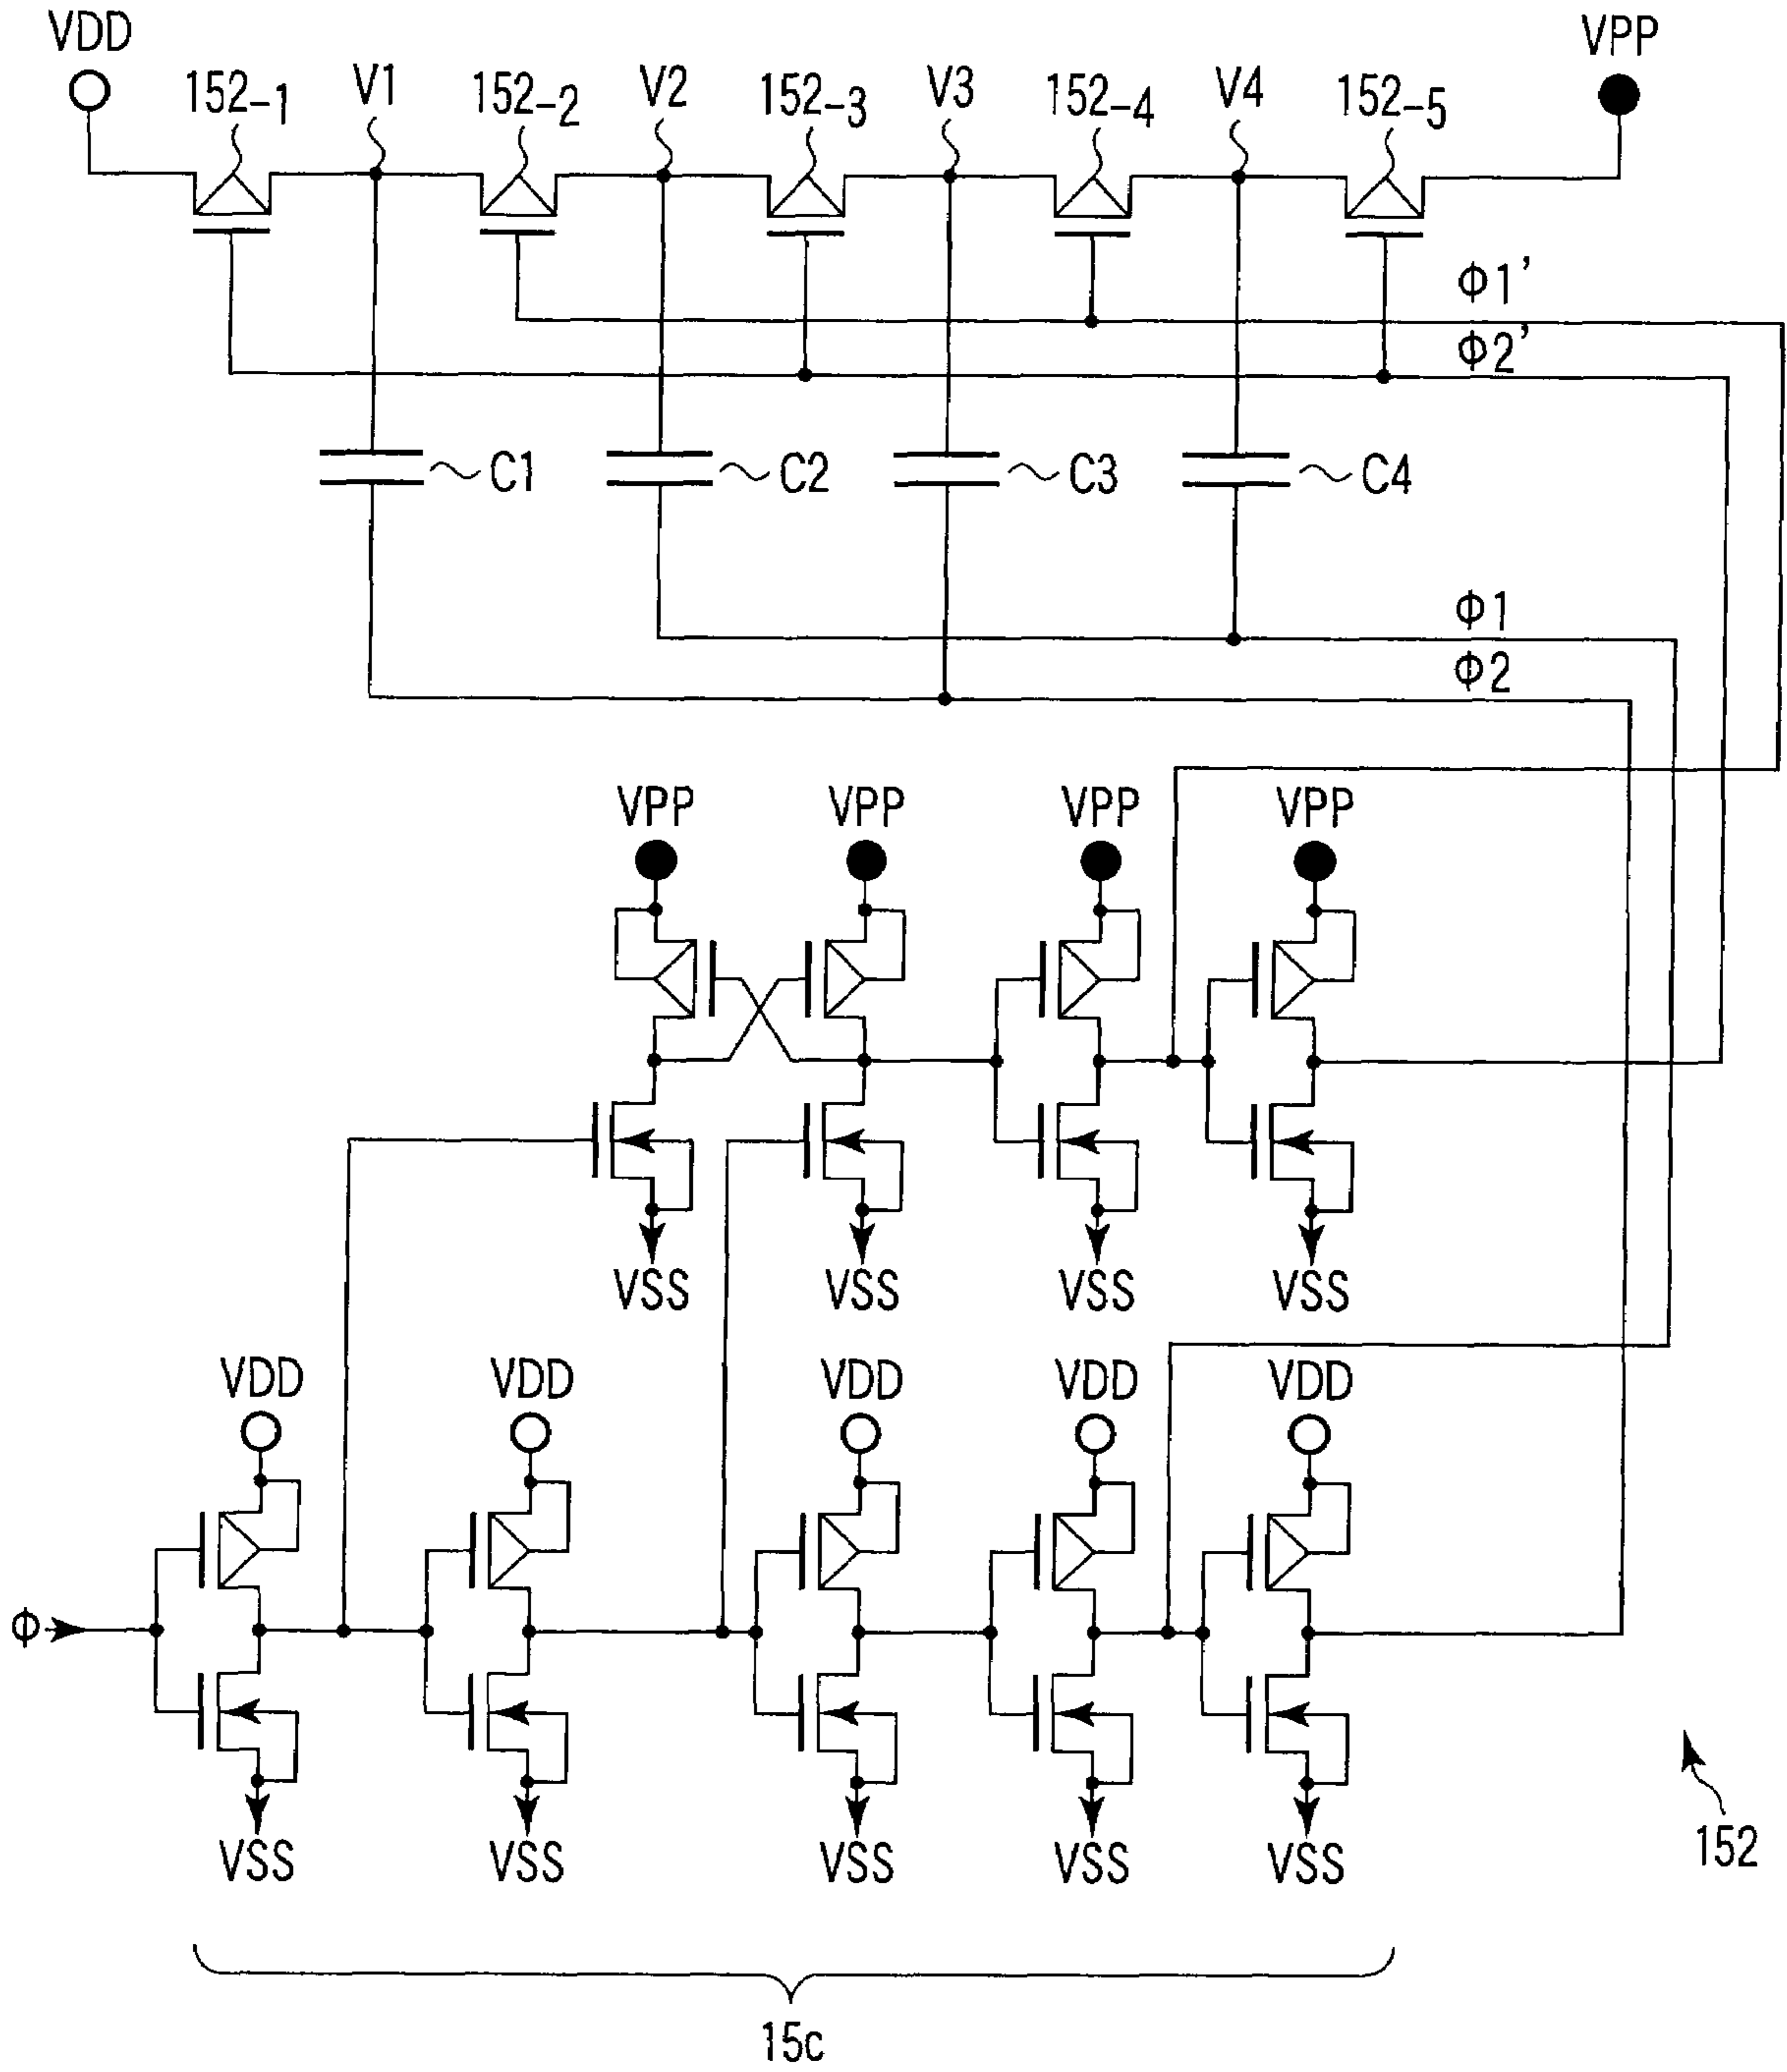 VDD
VPP
152-1
V1
152-2
V2
152-3
V3
152-4
V4
152-5
Φ1'
Φ2'
C1
C2
C3
C4
Φ1
Φ2
VPP
VPP
VPP
VPP
VSS
VSS
VSS
VSS
VDD
VDD
VDD
VDD
VDD
Φ
VSS
VSS
VSS
VSS
VSS
152
15c